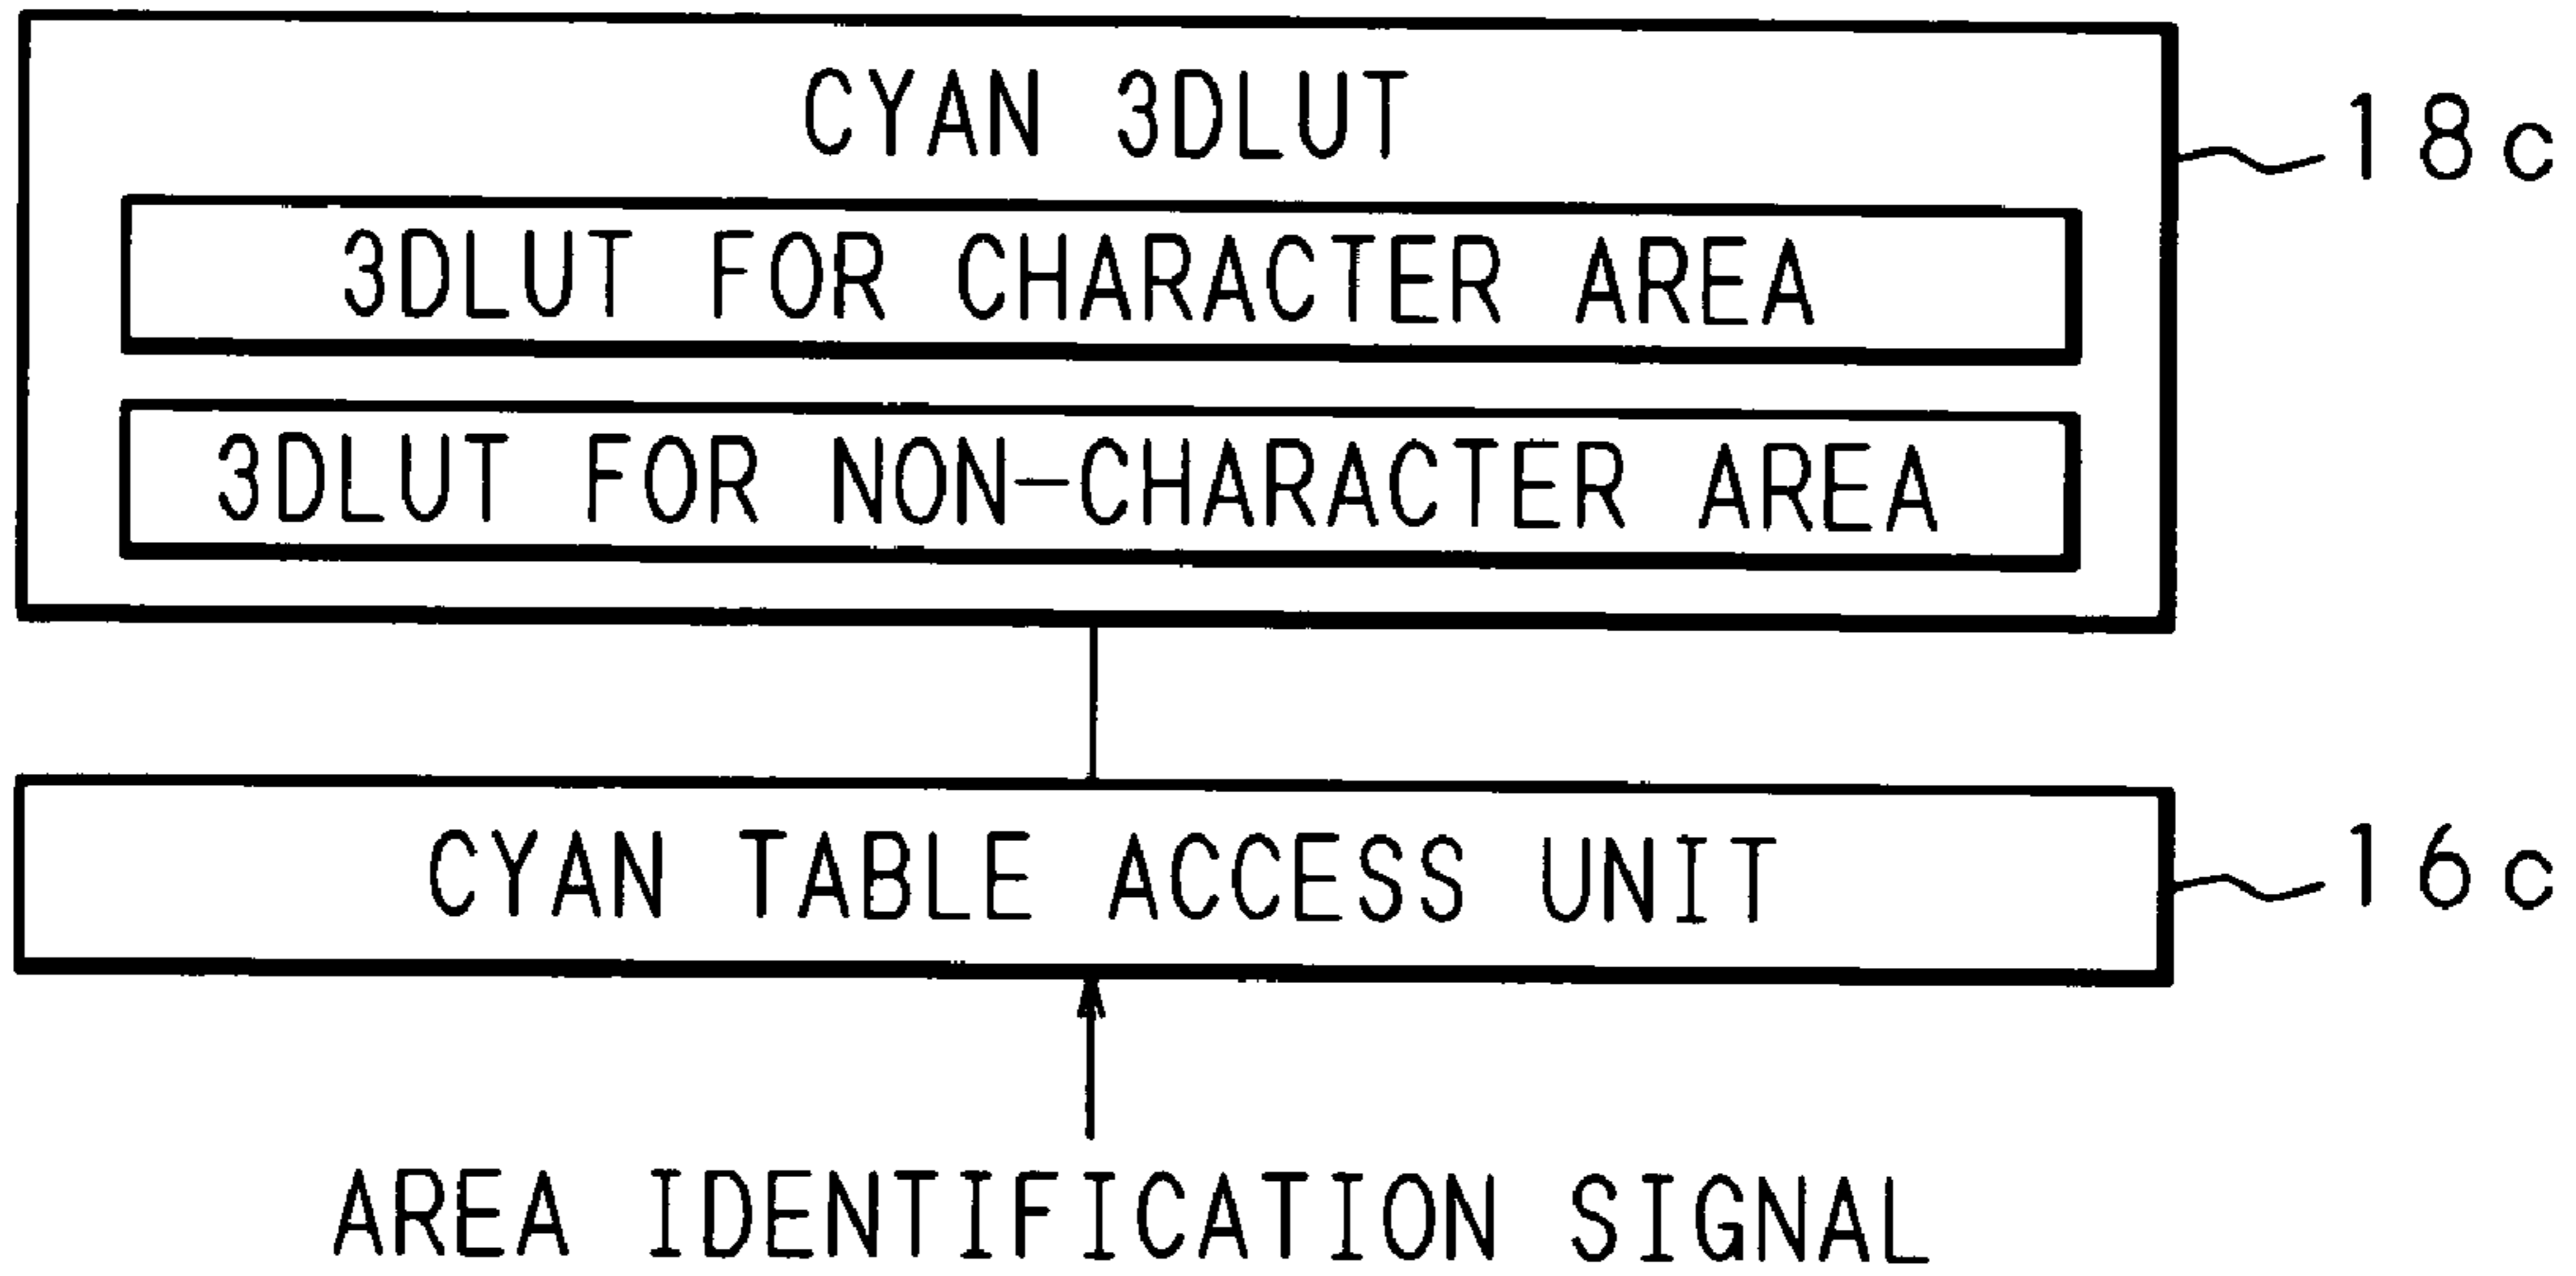 CYAN 3DLUT
18c
3DLUT FOR CHARACTER AREA
3DLUT FOR NON-CHARACTER AREA
CYAN TABLE ACCESS UNIT
16c
AREA IDENTIFICATION SIGNAL